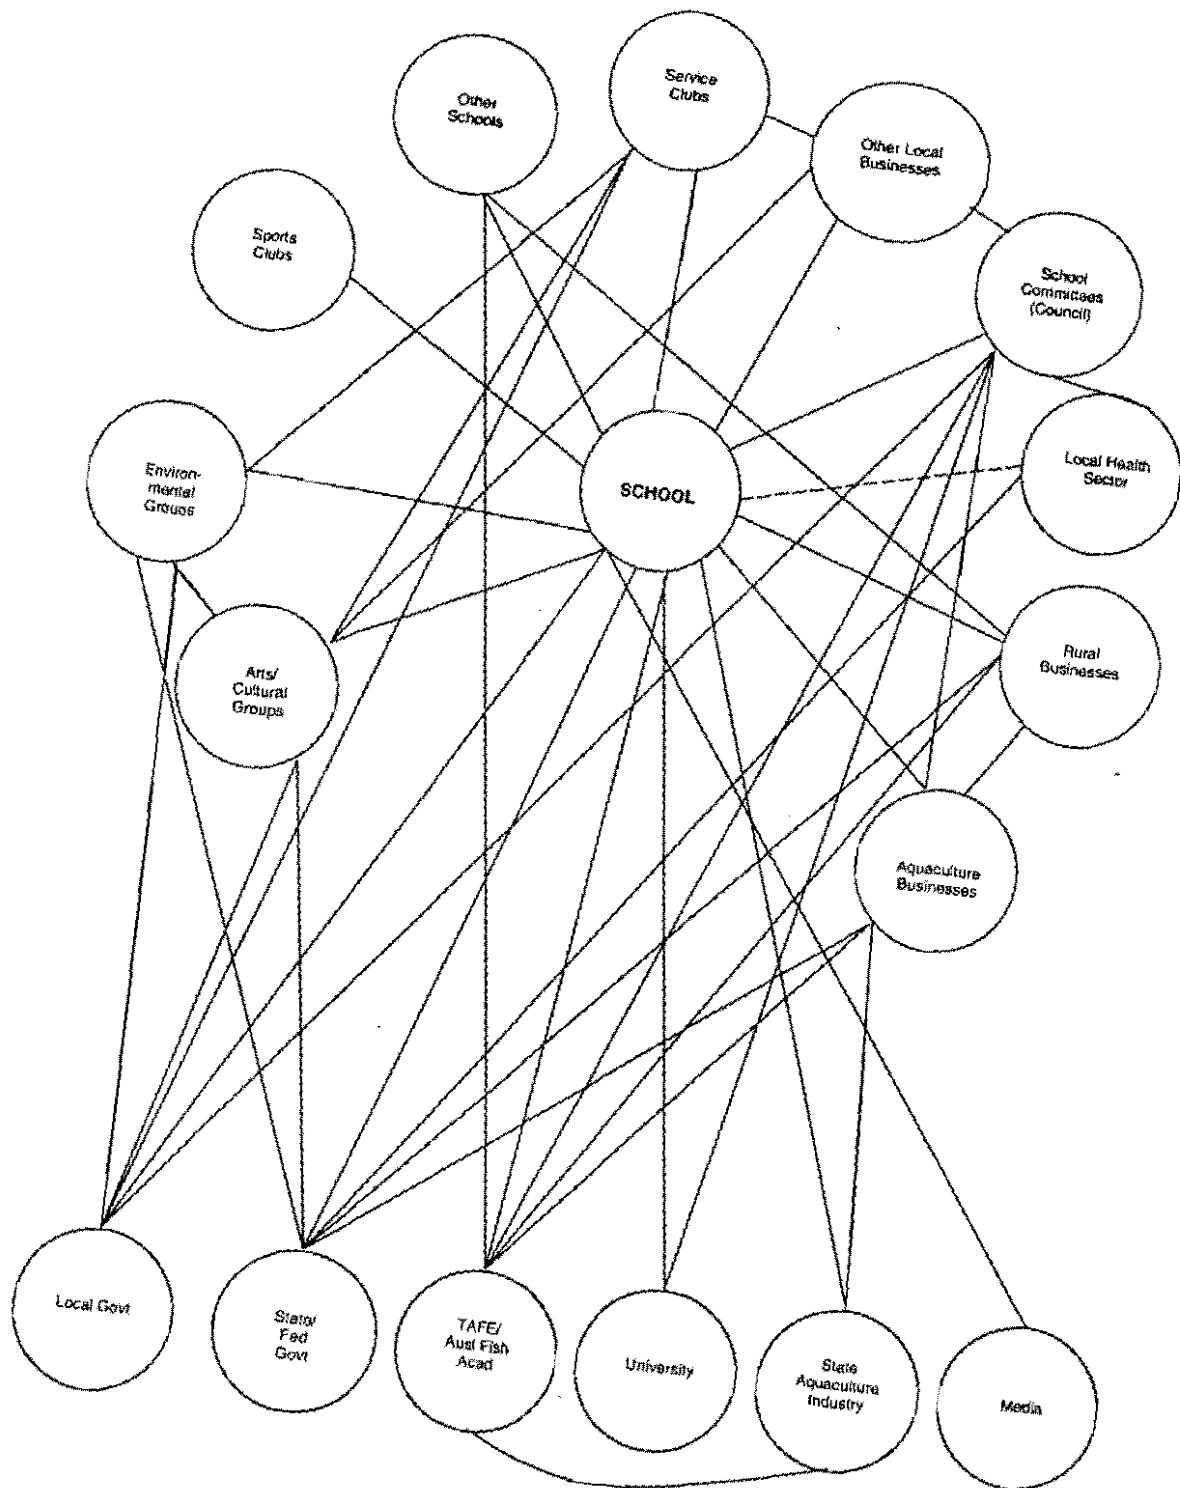 Service
Clubs
Other
Schools
Other Local
Businesses
Sports
Clubs
School
Committees
(Council)
Local Health
Sector
SCHOOL
Environ-
mental
Groups
Rural
Businesses
Arts/
Cultural
Groups
Aquaculture
Businesses
Local Govt
State/
Fed
Govt
TAFE/
Aust Fish
Acad
University
State
Aquaculture
Industry
Media